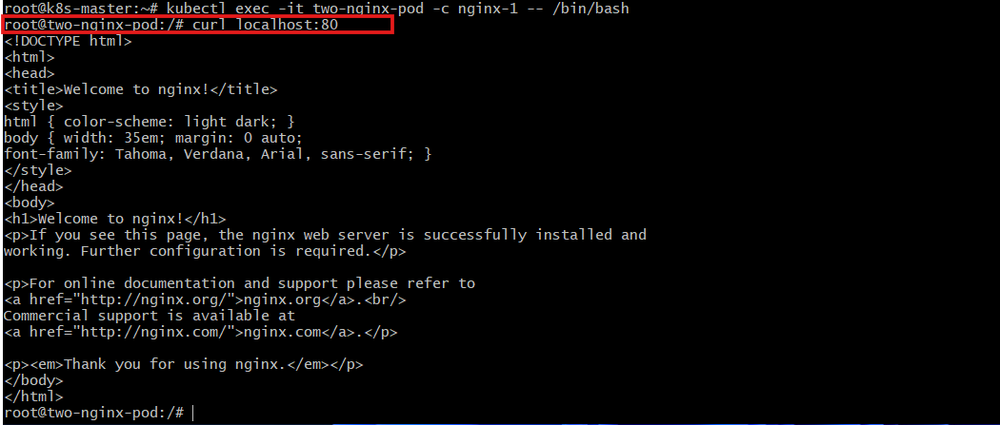 root@k8s-master:~# kubectl exec -it two-nginx-pod -c nginx-1 -- /bin/bash
root@two-nginx-pod:/# curl localhost:80
<!DOCTYPE html>
<html>
<head>
<title>Welcome to nginx!</title>
<style>
html { color-scheme: light dark; }
body { width: 35em; margin: 0 auto;
font-family: Tahoma, Verdana, Arial, sans-serif; }
</style>
</head>
<body>
<h1>Welcome to nginx!</h1>
<p>If you see this page, the nginx web server is successfully installed and
working. Further configuration is required.</p>

<p>For online documentation and support please refer to
<a href="http://nginx.org/">nginx.org</a>.<br/>
Commercial support is available at
<a href="http://nginx.com/">nginx.com</a>.</p>

<p><em>Thank you for using nginx.</em></p>
</body>
</html>
root@two-nginx-pod:/#